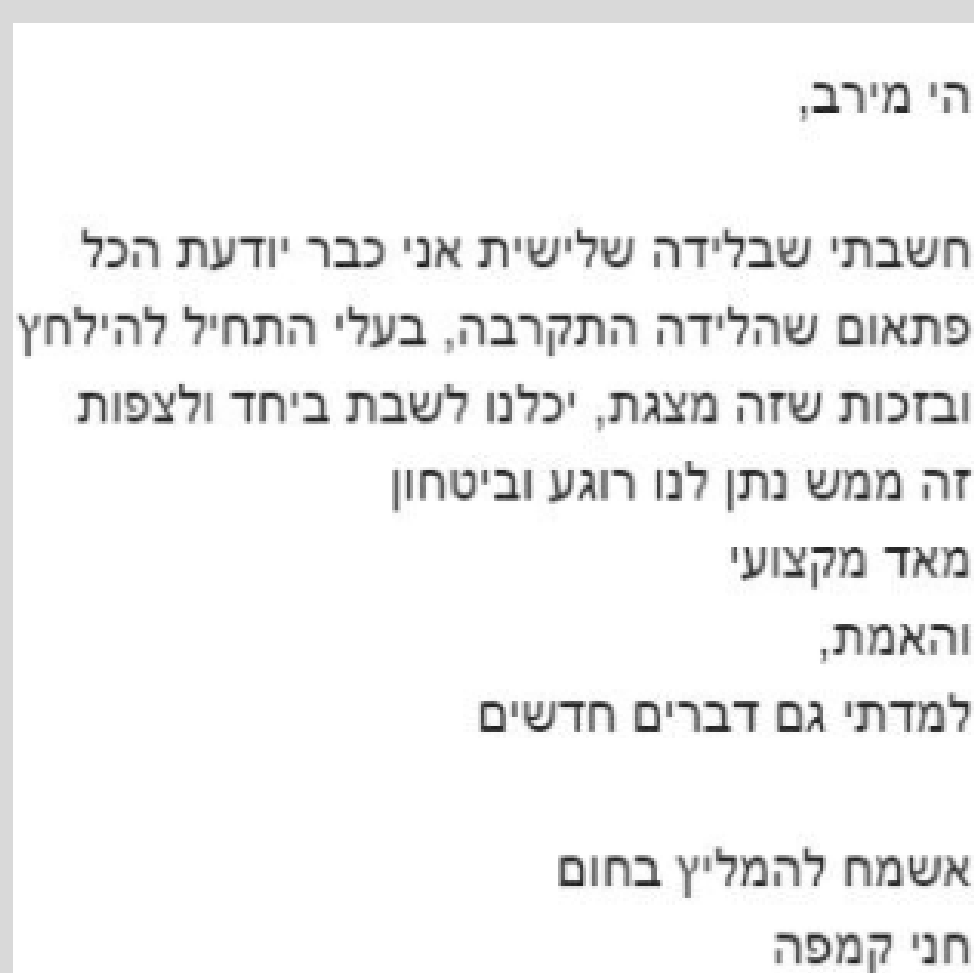 הי מירב,
חשבתי שבלידה שלישית אני כבר יודעת הכל
פתאום שהלידה התקרבה, בעלי התחיל להילחץ
ובזכות שזה מצגת, יכלנו לשבת ביחד ולצפות
זה ממש נתן לנו רוגע וביטחון
מאד מקצועי
והאמת,
למדתי גם דברים חדשים
אשמח להמליץ בחום
חני קמפה